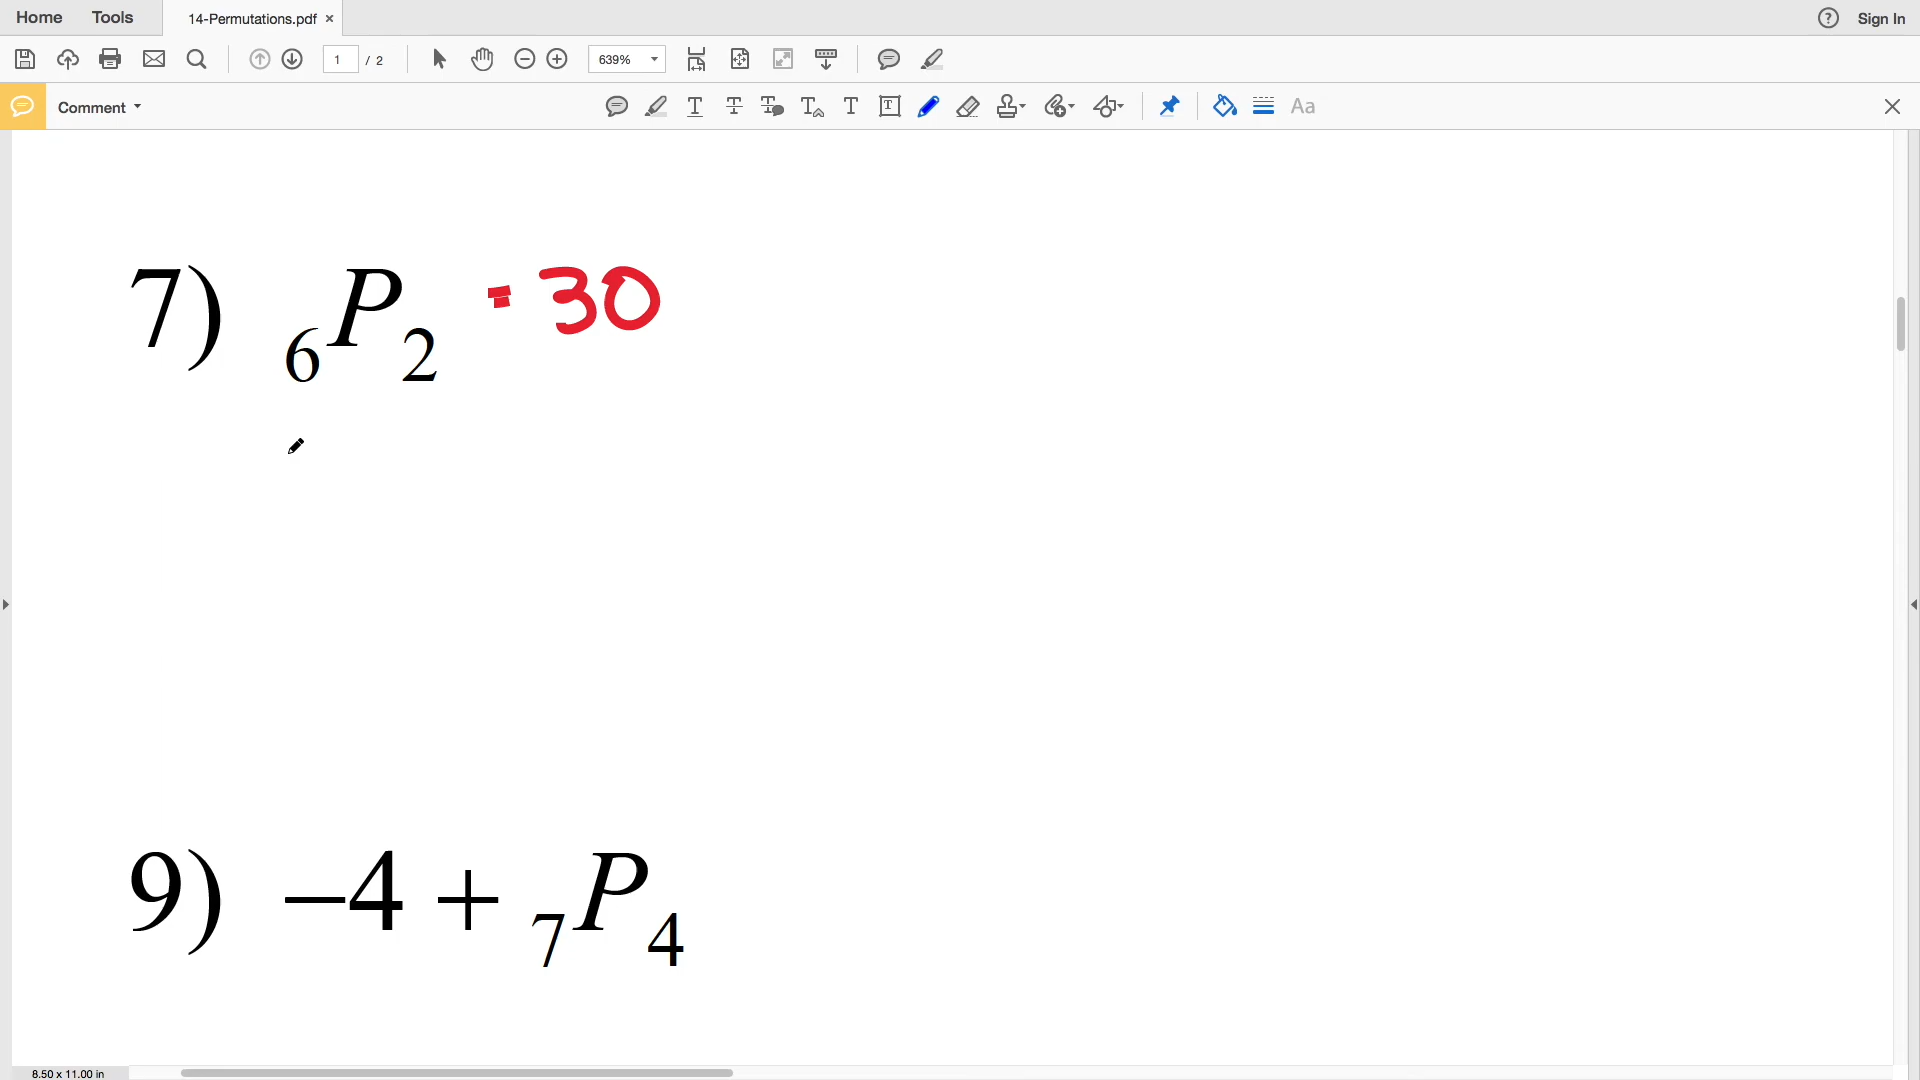 Home Tools 14-Permutations.pdf × ? Sign In
1 / 2 639%
Comment T T T T T T Aa
7) ₆P₂ = 30
9) −4 + ₇P₄
8.50 x 11.00 in